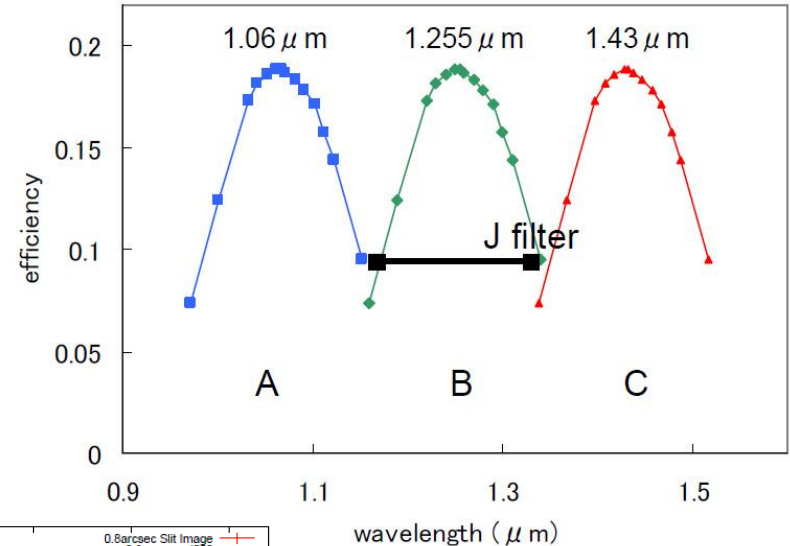 0.2
0.15
0.1
0.05
0
efficiency
1.06 μ m
1.255 μ m
1.43 μ m
J filter
A
B
C
0.9
1.1
1.3
1.5
wavelength ( μ m)
0.8arcsec Slit Image